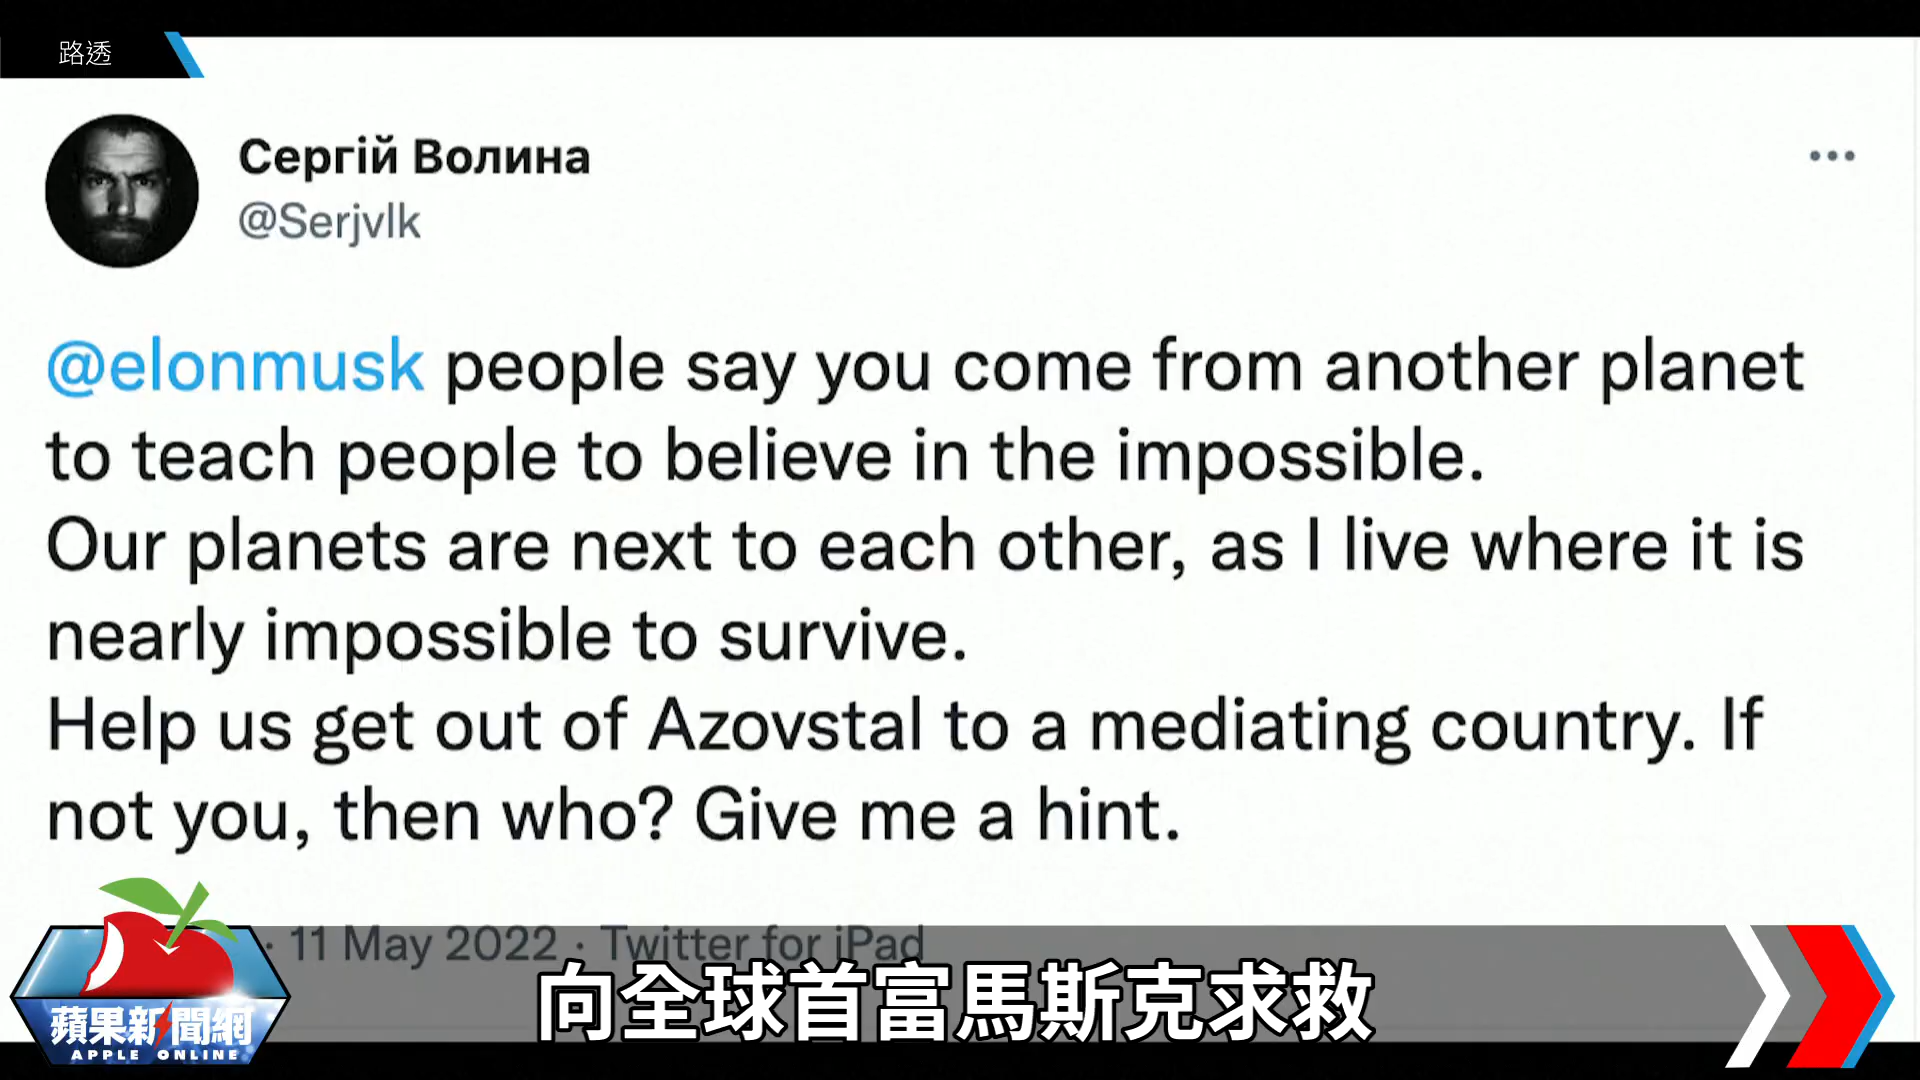 路透
Сергій Волина
@Serjvlk
@elonmusk people say you come from another planet
to teach people to believe in the impossible.
Our planets are next to each other, as I live where it is
nearly impossible to survive.
Help us get out of Azovstal to a mediating country. If
not you, then who? Give me a hint.
· 11 May 2022 · Twitter for iPad
向全球首富馬斯克求救
蘋果新聞網
APPLE ONLINE